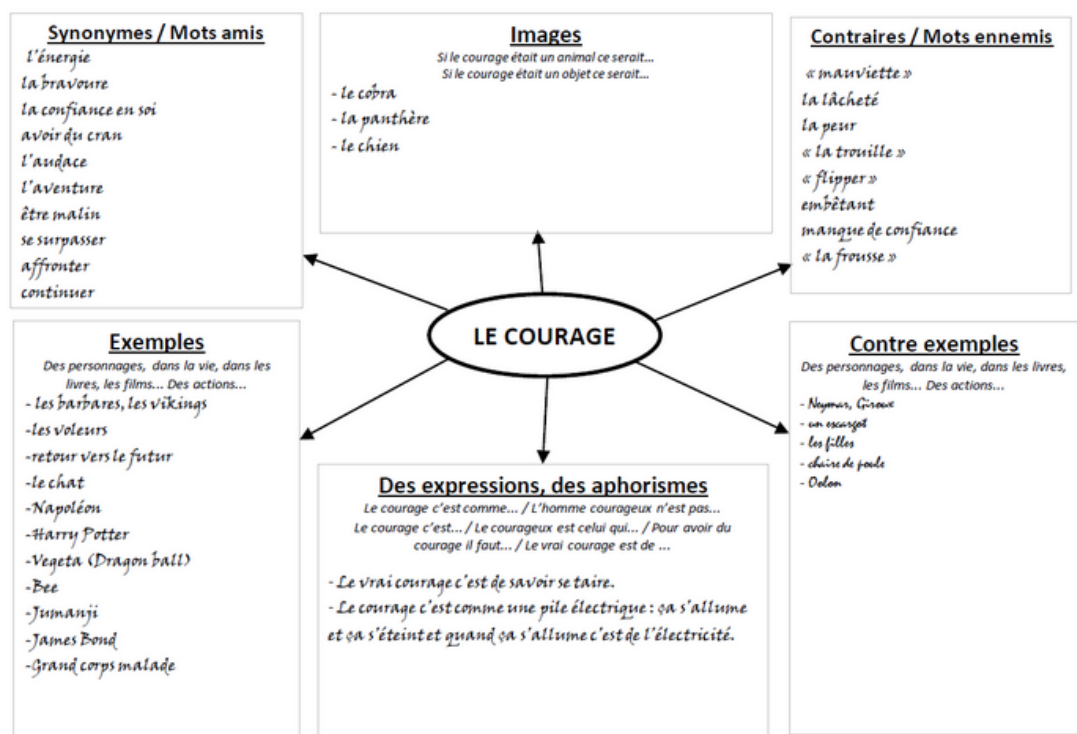 Synonymes / Mots amis
l'énergie
la bravoure
la confiance en soi
avoir du cran
l'audace
l'aventure
être malin
se surpasser
affronter
continuer
Images
Si le courage était un animal ce serait...
Si le courage était un objet ce serait...
- le cobra
- la panthère
- le chien
Contraires / Mots ennemis
« mauviette »
la lâcheté
la peur
« la trouille »
« flipper »
embêtant
manque de confiance
« la frousse »
LE COURAGE
Exemples
Des personnages, dans la vie, dans les
livres, les films... Des actions...
- les barbares, les vikings
-les voleurs
-retour vers le futur
-le chat
-Napoléon
-Harry Potter
-Vegeta (Dragon ball)
-Bee
-Jumanji
-James Bond
-Grand corps malade
Des expressions, des aphorismes
Le courage c'est comme... / L'homme courageux n'est pas...
Le courage c'est... / Le courageux est celui qui... / Pour avoir du
courage il faut... / Le vrai courage est de ...
- Le vrai courage c'est de savoir se taire.
- Le courage c'est comme une pile électrique : ça s'allume
et ça s'éteint et quand ça s'allume c'est de l'électricité.
Contre exemples
Des personnages, dans la vie, dans les livres,
les films... Des actions...
- Neymar, Giroux
- un escargot
- les filles
- chaire de poule
- Oolon